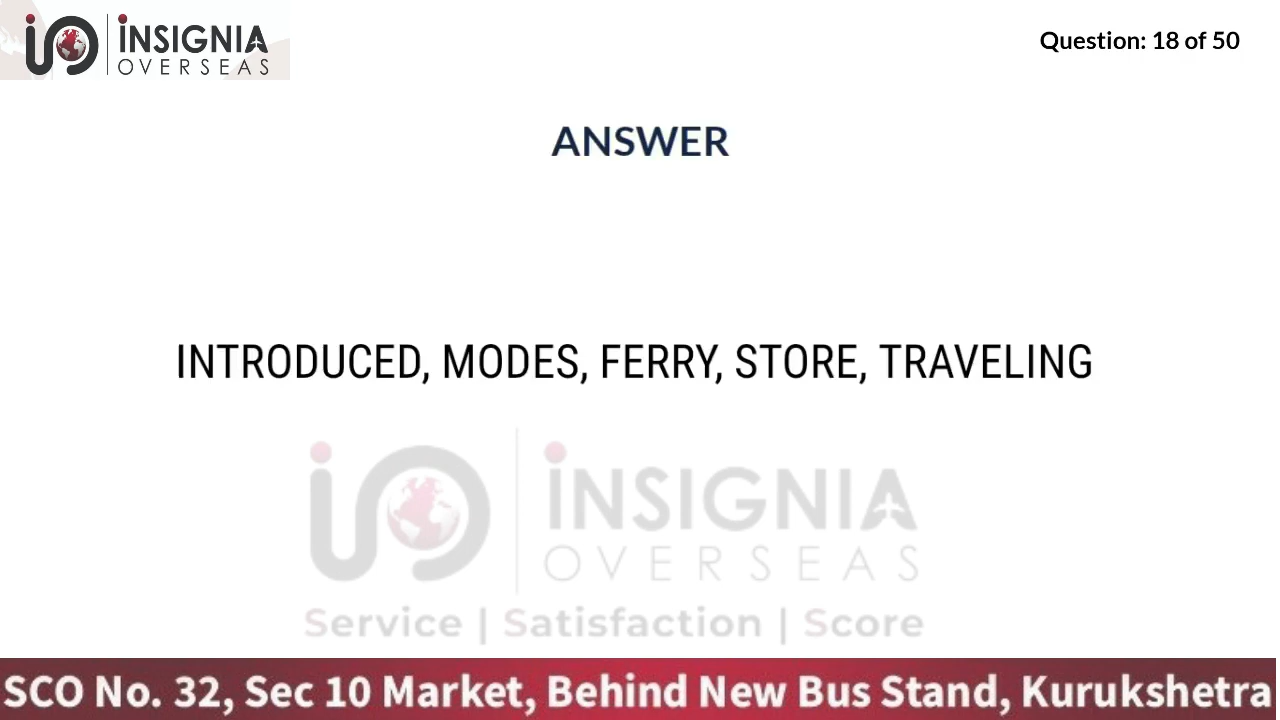 INSIGNIA
OVERSEAS
Question: 18 of 50
ANSWER
INTRODUCED, MODES, FERRY, STORE, TRAVELING
INSIGNIA
OVERSEAS
Service | Satisfaction | Score
SCO No. 32, Sec 10 Market, Behind New Bus Stand, Kurukshetra